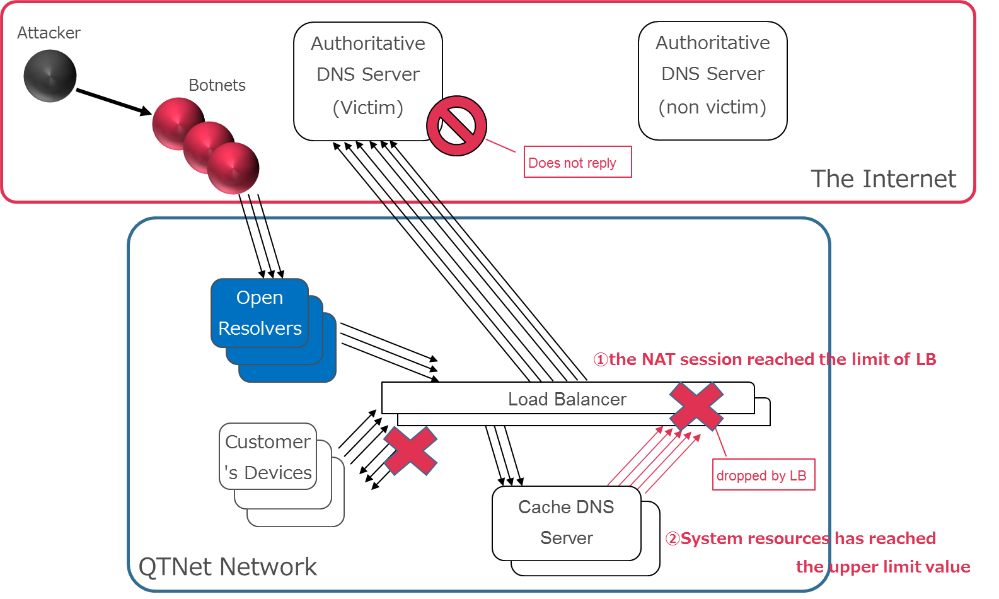 Attacker
Botnets
Authoritative
DNS Server
(Victim)
Authoritative
DNS Server
(non victim)
Does not reply
The Internet
Open
Resolvers
①the NAT session reached the limit of LB
Load Balancer
Customer
's Devices
dropped by LB
Cache DNS
Server
②System resources has reached
the upper limit value
QTNet Network